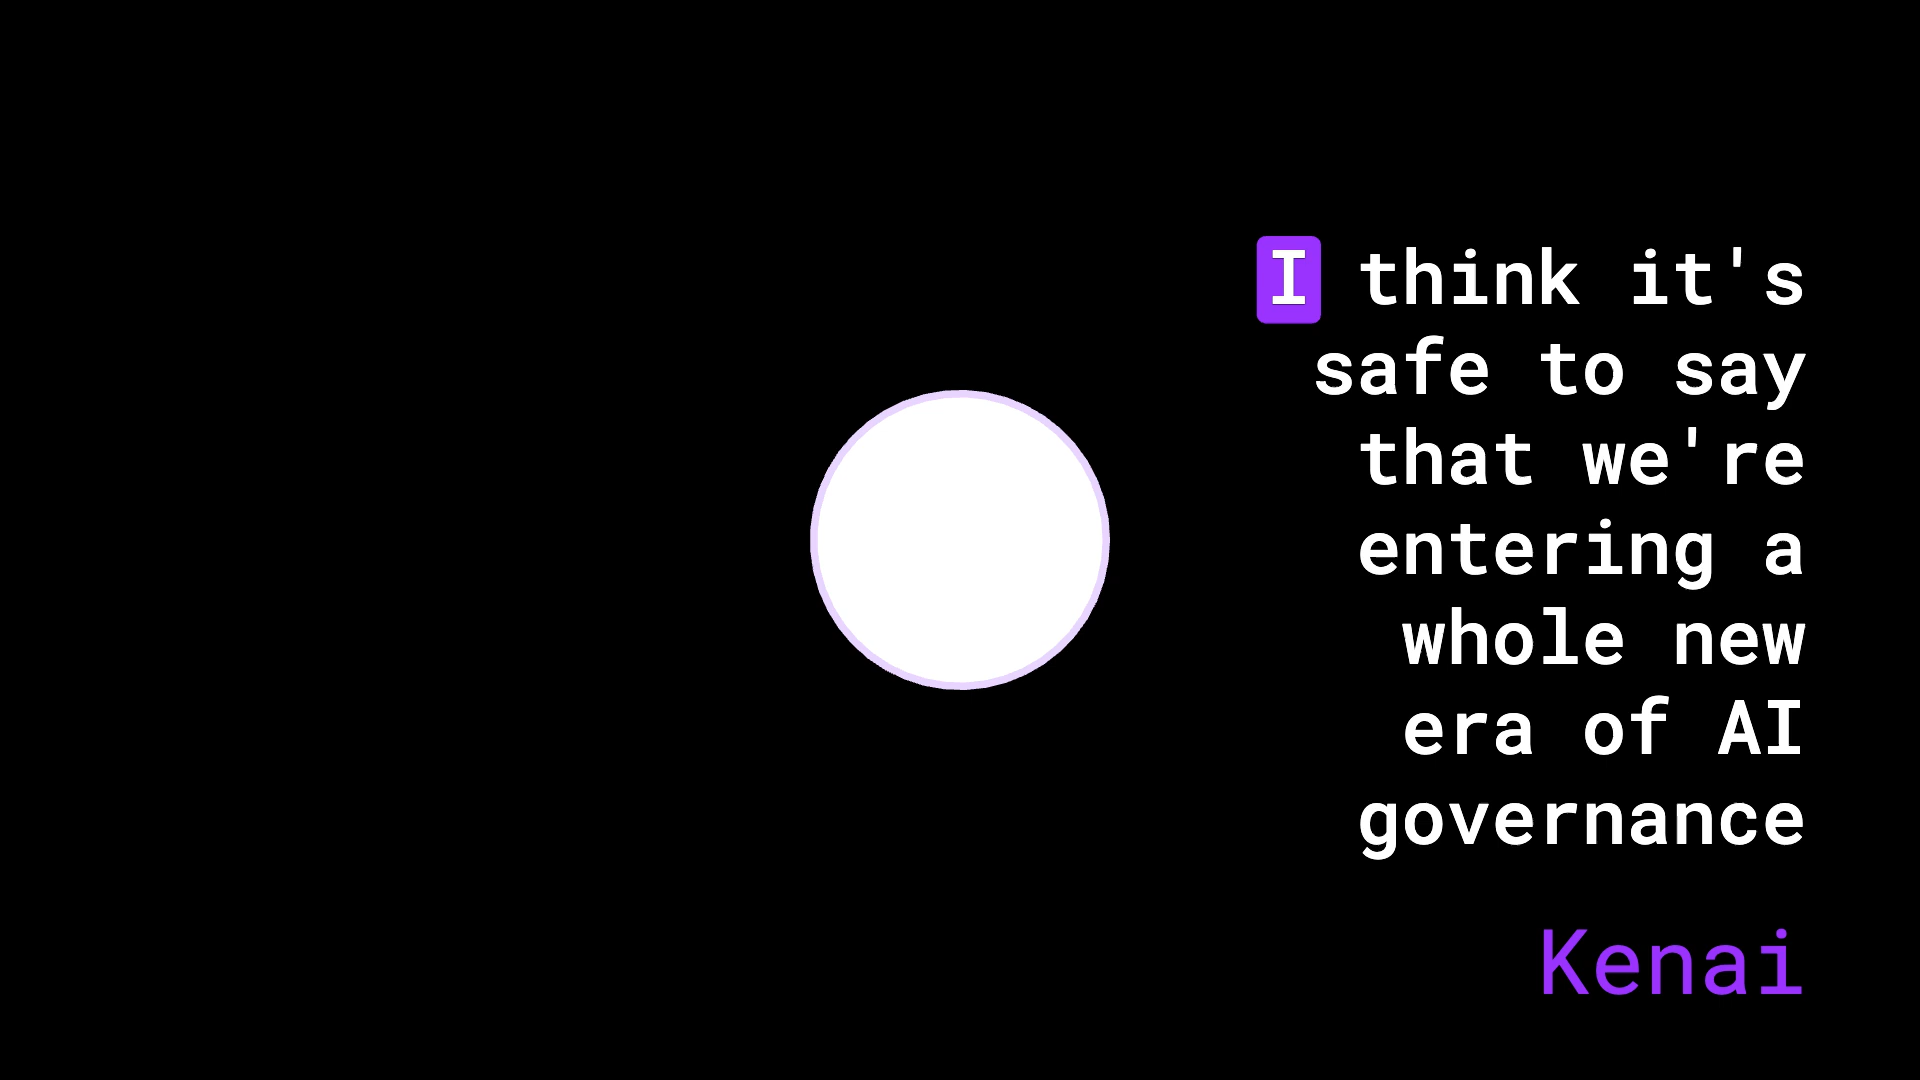 I think it's
safe to say
that we're
entering a
whole new
era of AI
governance
Kenai